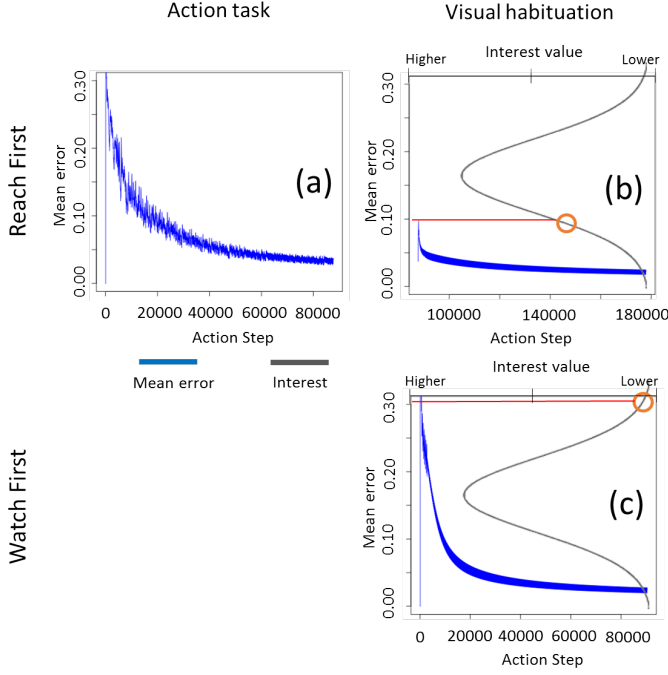 Action task
Visual habituation
Interest value
Higher
Lower
Reach First
Mean error
0.00
0.10
0.20
0.30
(a)
0 20000 40000 60000 80000
Action Step
Mean error
0.00
0.10
0.20
0.30
(b)
100000 140000 180000
Action Step
Mean error
Interest
Interest value
Higher
Lower
Watch First
Mean error
0.00
0.10
0.20
0.30
(c)
0 20000 40000 60000 80000
Action Step